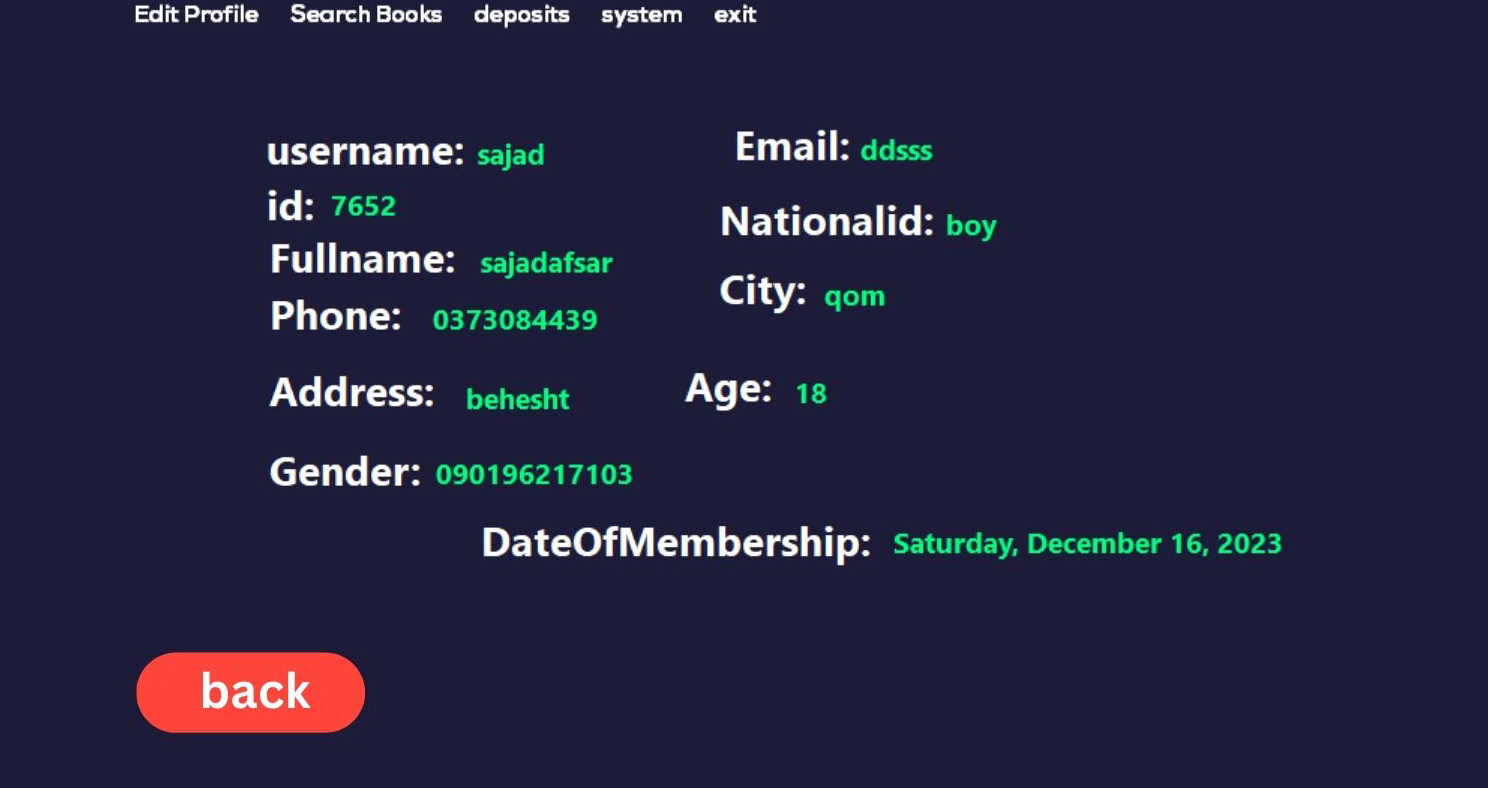 Edit Profile Search Books deposits system exit
username: sajad
Email: ddsss
id: 7652
Nationalid: boy
Fullname: sajadafsar
City: qom
Phone: 0373084439
Address: behesht
Age: 18
Gender: 090196217103
DateOfMembership: Saturday, December 16, 2023
back